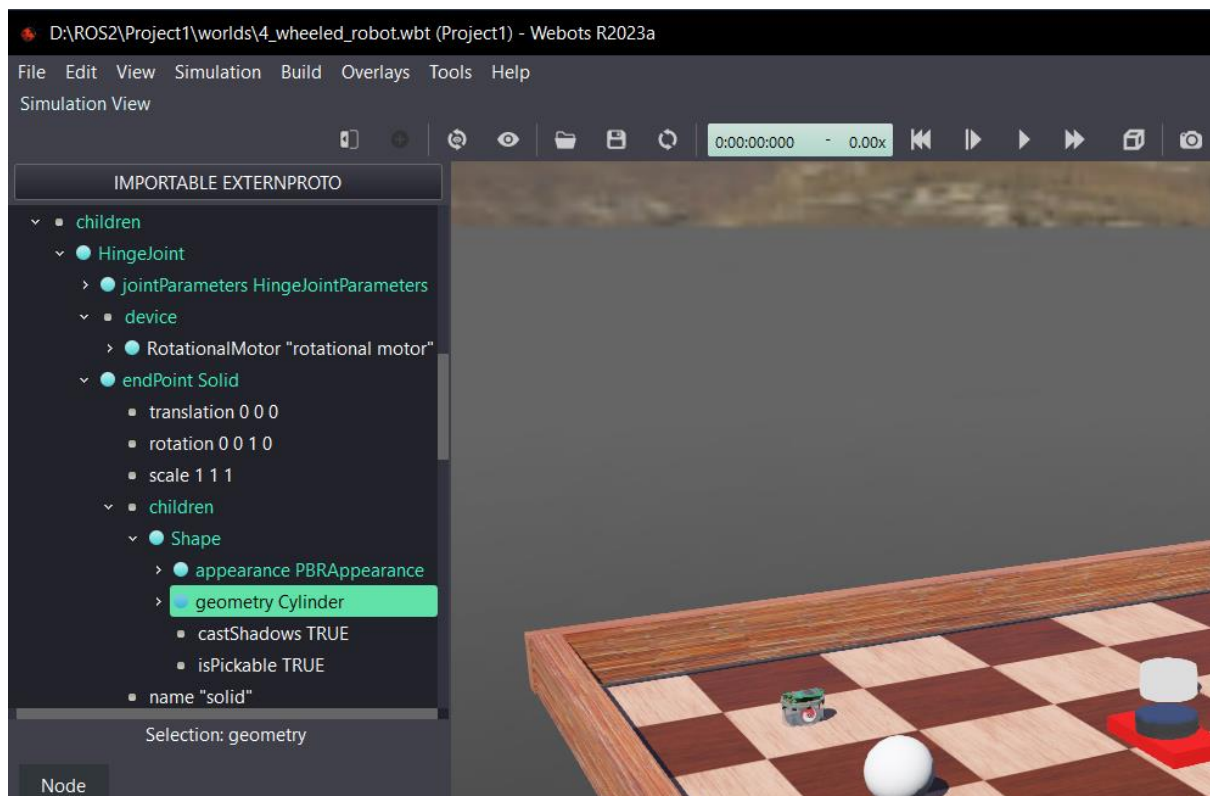 D:\ROS2\Project1\worlds\4_wheeled_robot.wbt (Project1) - Webots R2023a
File Edit View Simulation Build Overlays Tools Help
Simulation View
0:00:00:000 - 0.00x
IMPORTABLE EXTERNPROTO
children
HingeJoint
jointParameters HingeJointParameters
device
RotationalMotor "rotational motor"
endPoint Solid
translation 0 0 0
rotation 0 0 1 0
scale 1 1 1
children
Shape
appearance PBRAppearance
geometry Cylinder
castShadows TRUE
isPickable TRUE
name "solid"
Selection: geometry
Node